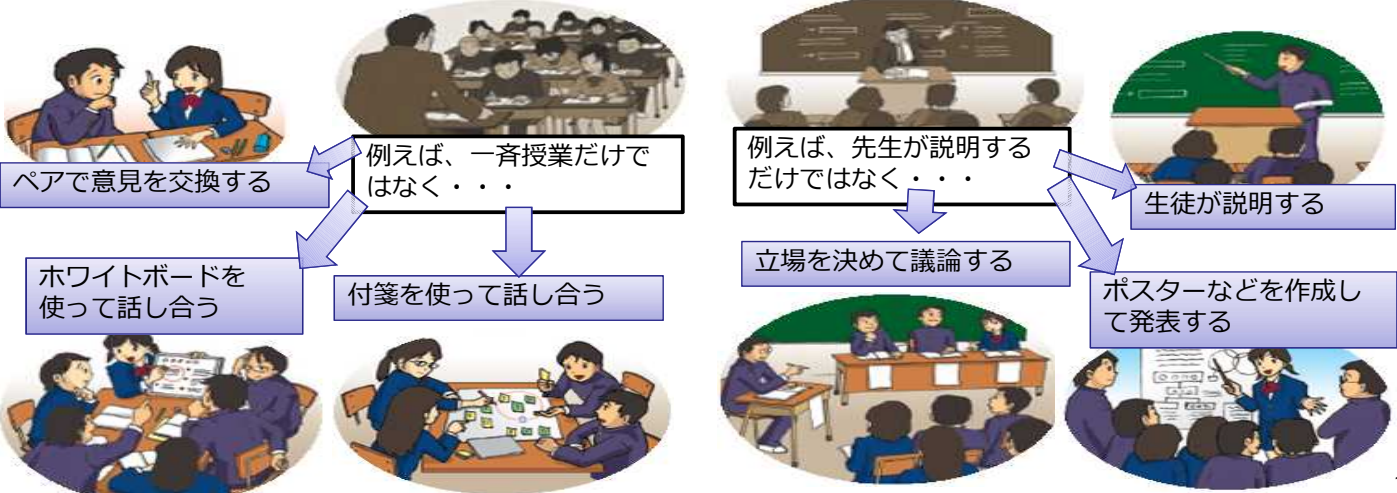 例えば、一斉授業だけで
はなく・・・
ペアで意見を交換する
ホワイトボードを
使って話し合う
付箋を使って話し合う
例えば、先生が説明する
だけではなく・・・
生徒が説明する
立場を決めて議論する
ポスターなどを作成し
て発表する